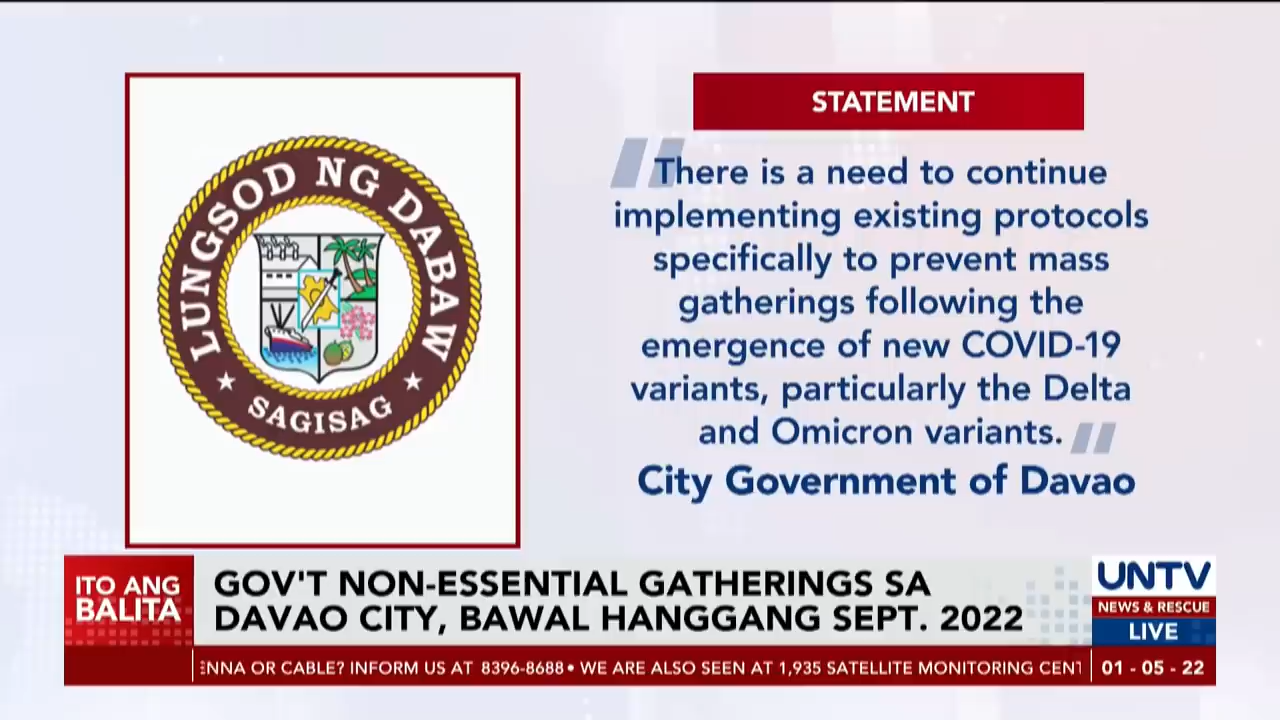 LUNGSOD NG DABAW
SAGISAG
STATEMENT
"There is a need to continue
implementing existing protocols
specifically to prevent mass
gatherings following the
emergence of new COVID-19
variants, particularly the Delta
and Omicron variants."
City Government of Davao
ITO ANG
BALITA
GOV'T NON-ESSENTIAL GATHERINGS SA
DAVAO CITY, BAWAL HANGGANG SEPT. 2022
UNTV
NEWS & RESCUE
LIVE
ENNA OR CABLE? INFORM US AT 8396-8688 • WE ARE ALSO SEEN AT 1,935 SATELLITE MONITORING CENT
01 - 05 - 22